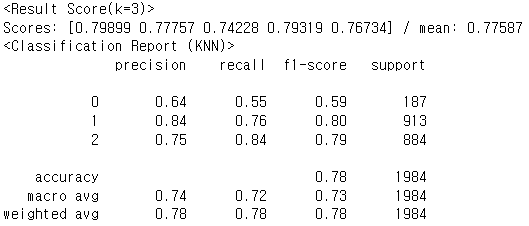 <Result Score(k=3)>
Scores: [0.79899 0.77757 0.74228 0.79319 0.76734] / mean: 0.77587
<Classification Report (KNN)>
precision recall f1-score support
0 0.64 0.55 0.59 187
1 0.84 0.76 0.80 913
2 0.75 0.84 0.79 884
accuracy 0.78 1984
macro avg 0.74 0.72 0.73 1984
weighted avg 0.78 0.78 0.78 1984